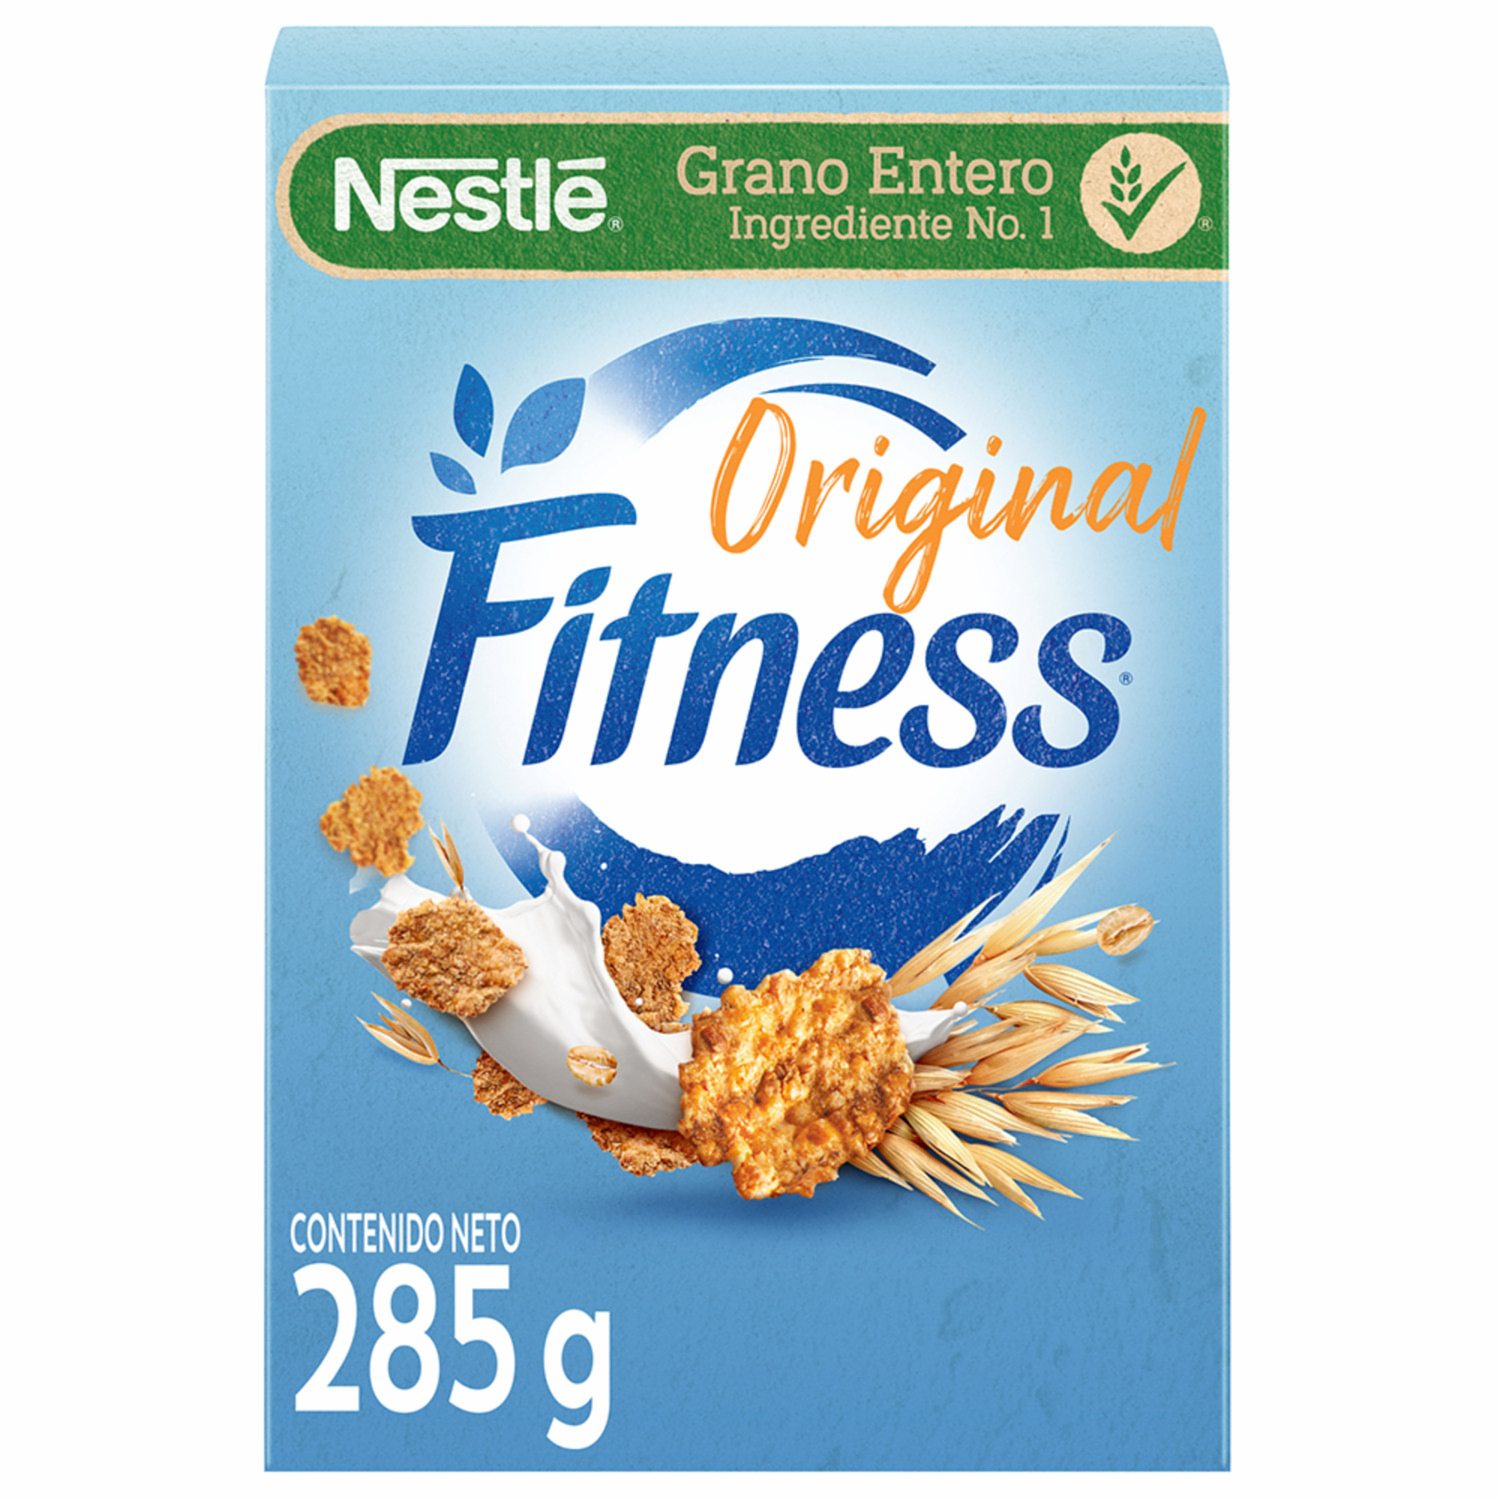 Nestlé®
Grano Entero
Ingrediente No. 1
®
Original
Fitness®
CONTENIDO NETO
285 g